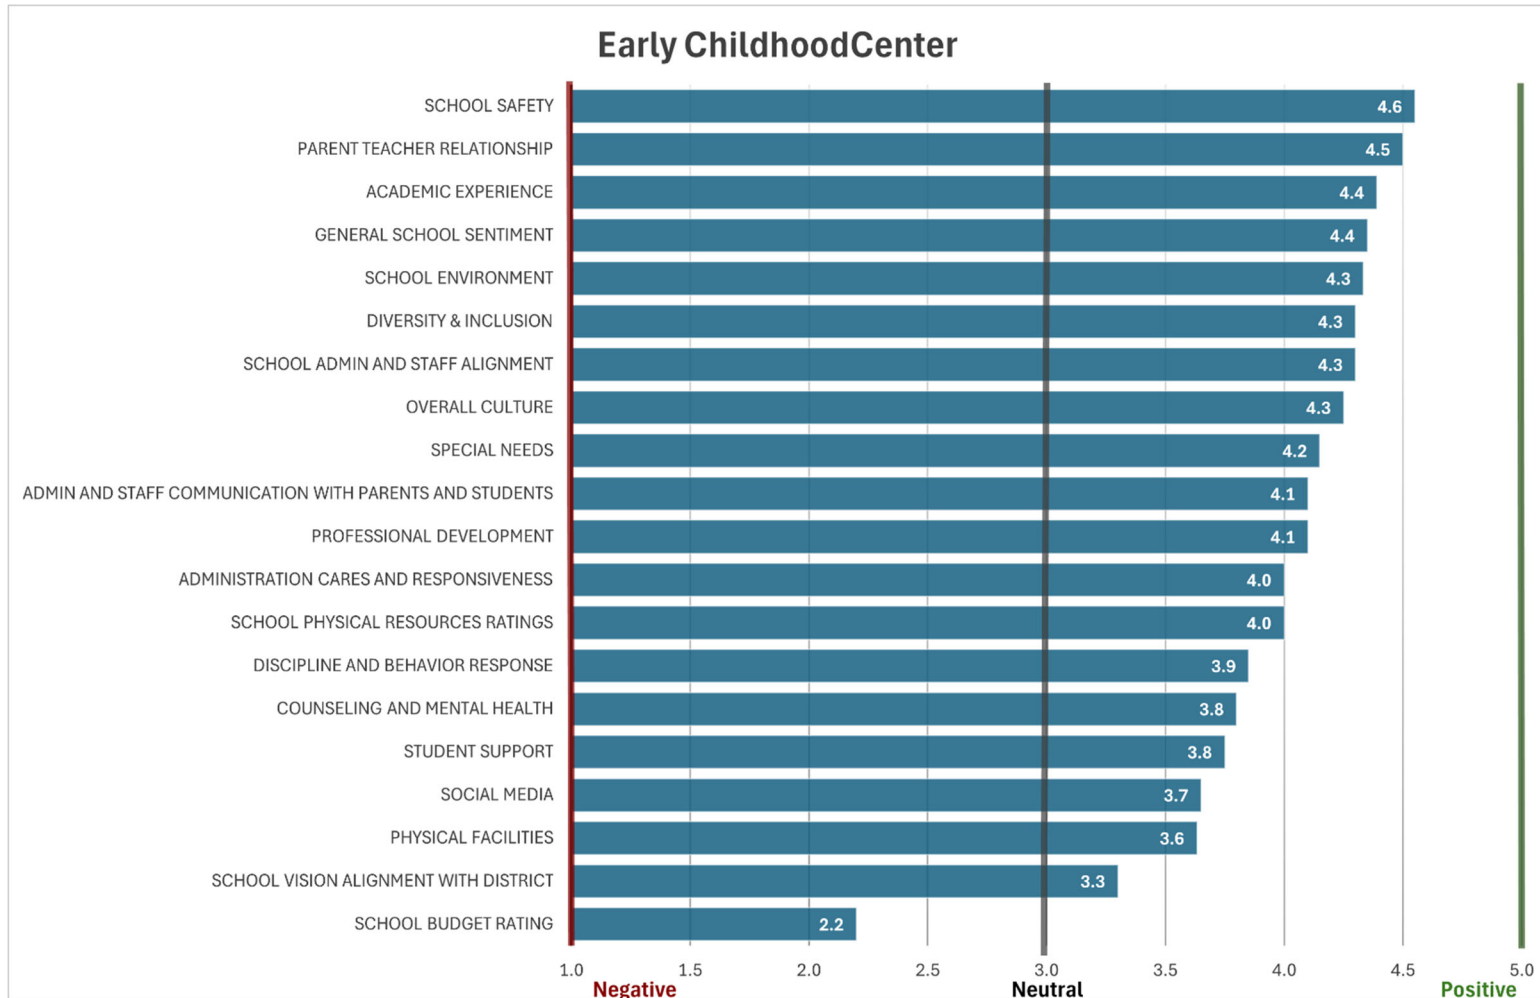 Early ChildhoodCenter
SCHOOL SAFETY 4.6
PARENT TEACHER RELATIONSHIP 4.5
ACADEMIC EXPERIENCE 4.4
GENERAL SCHOOL SENTIMENT 4.4
SCHOOL ENVIRONMENT 4.3
DIVERSITY & INCLUSION 4.3
SCHOOL ADMIN AND STAFF ALIGNMENT 4.3
OVERALL CULTURE 4.3
SPECIAL NEEDS 4.2
ADMIN AND STAFF COMMUNICATION WITH PARENTS AND STUDENTS 4.1
PROFESSIONAL DEVELOPMENT 4.1
ADMINISTRATION CARES AND RESPONSIVENESS 4.0
SCHOOL PHYSICAL RESOURCES RATINGS 4.0
DISCIPLINE AND BEHAVIOR RESPONSE 3.9
COUNSELING AND MENTAL HEALTH 3.8
STUDENT SUPPORT 3.8
SOCIAL MEDIA 3.7
PHYSICAL FACILITIES 3.6
SCHOOL VISION ALIGNMENT WITH DISTRICT 3.3
SCHOOL BUDGET RATING 2.2
1.0 1.5 2.0 2.5 3.0 3.5 4.0 4.5 5.0
Negative Neutral Positive